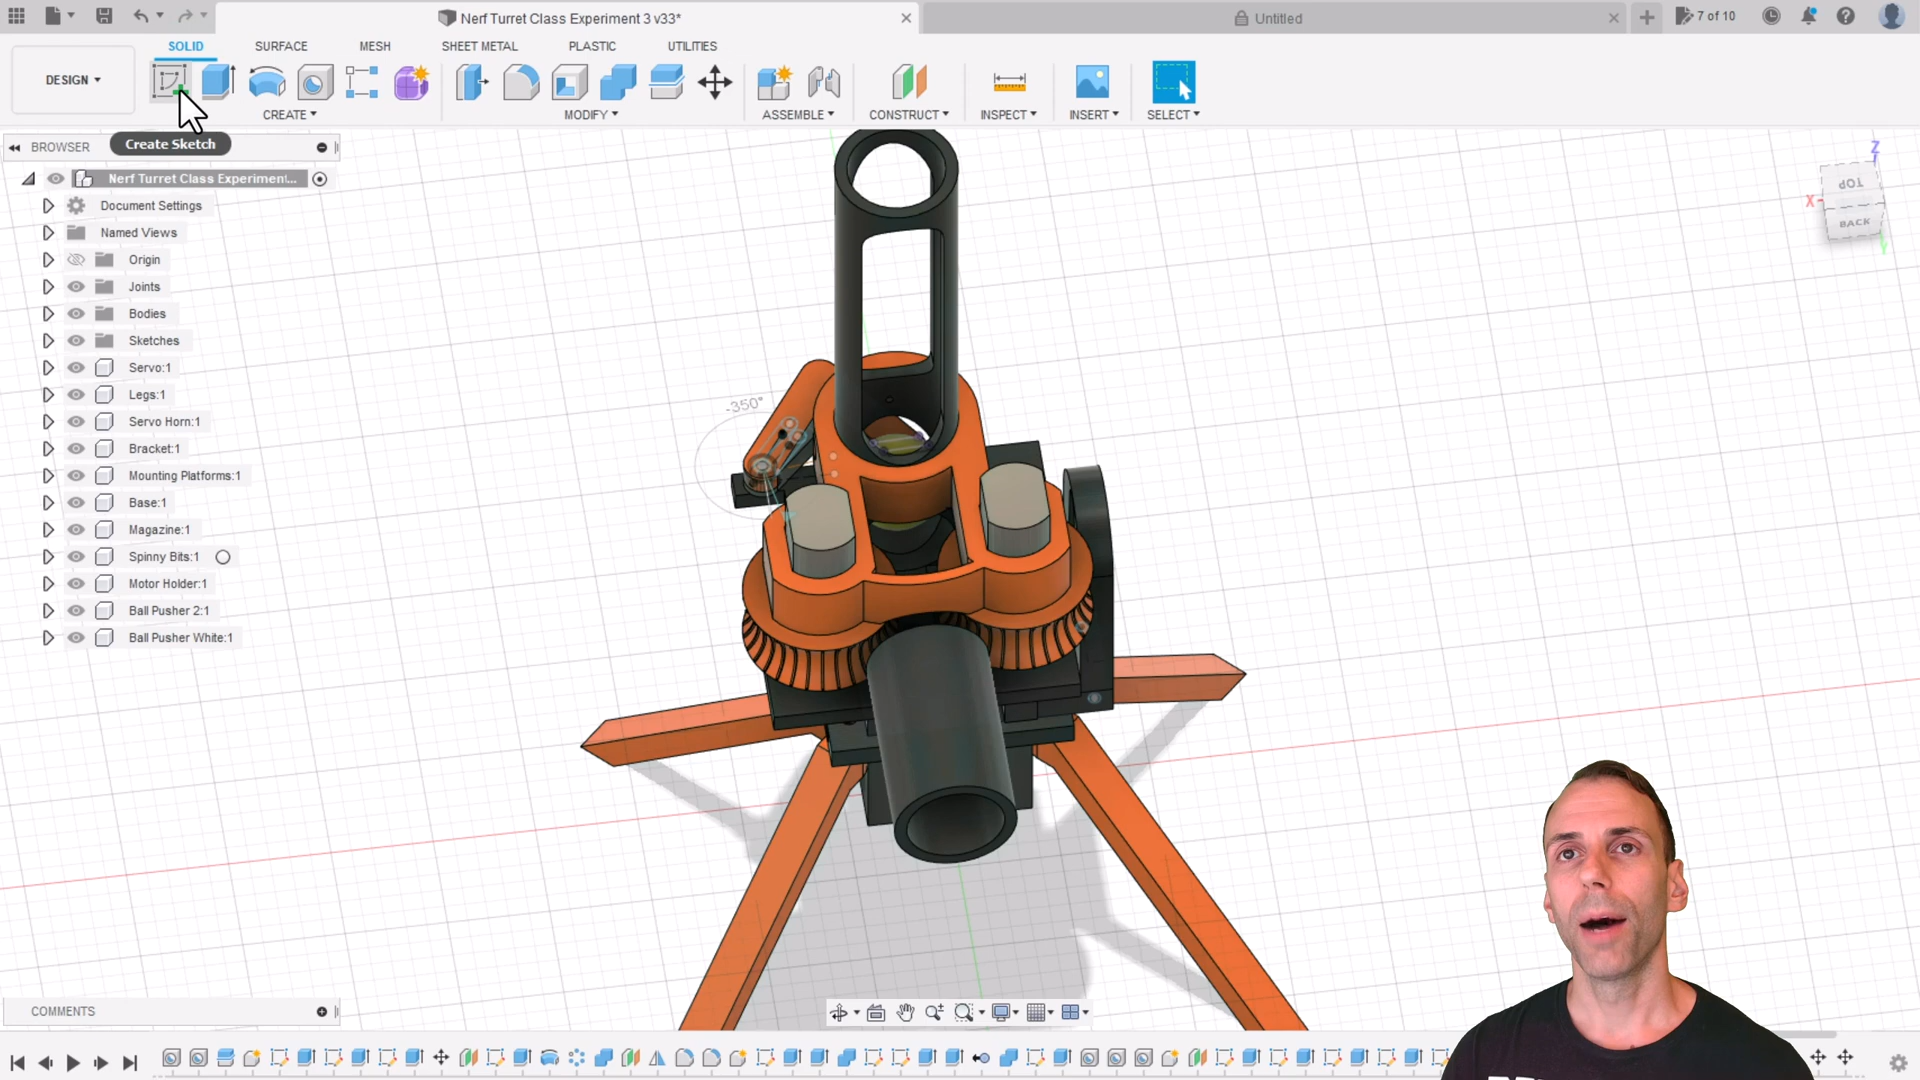 Nerf Turret Class Experiment 3 v33*
Untitled
7 of 10
DESIGN
SOLID
SURFACE
MESH
SHEET METAL
PLASTIC
UTILITIES
CREATE
MODIFY
ASSEMBLE
CONSTRUCT
INSPECT
INSERT
SELECT
BROWSER
Create Sketch
Nerf Turret Class Experiment...
Document Settings
Named Views
Origin
Joints
Bodies
Sketches
Servo:1
Legs:1
Servo Horn:1
Bracket:1
Mounting Platforms:1
Base:1
Magazine:1
Spinny Bits:1
Motor Holder:1
Ball Pusher 2:1
Ball Pusher White:1
-350°
Z
TOP
X
BACK
Y
COMMENTS